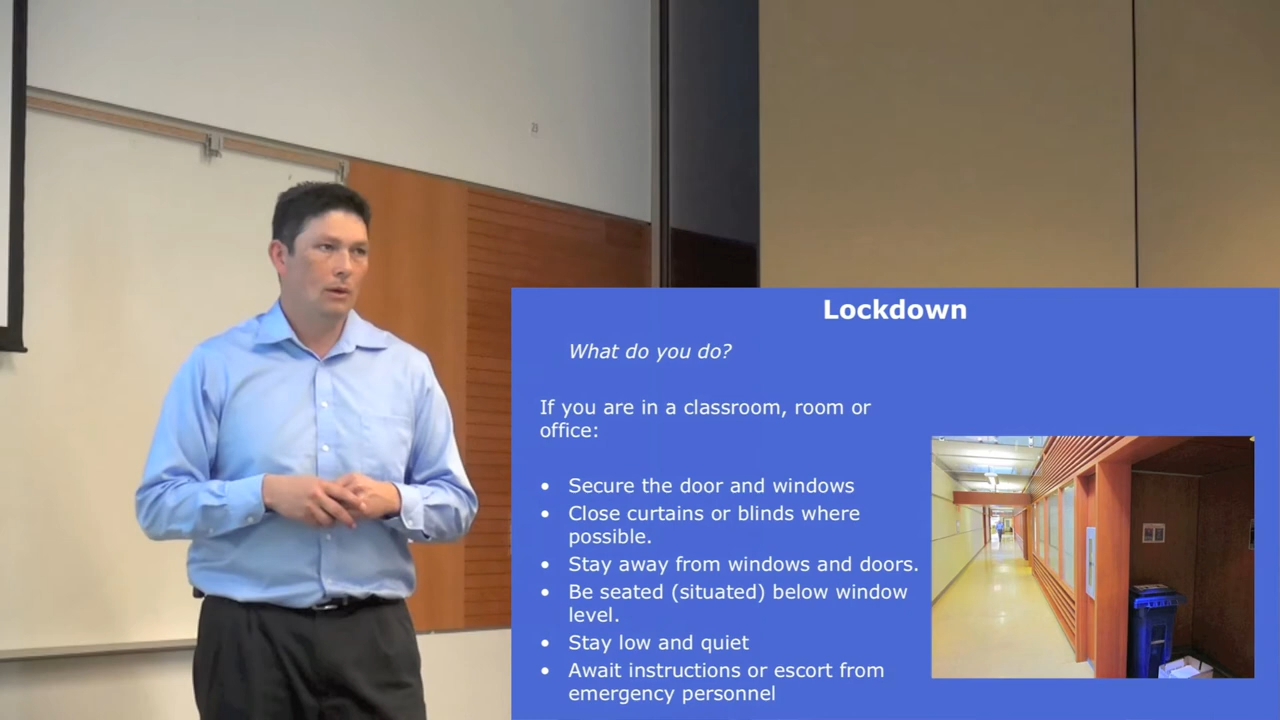 Lockdown
What do you do?
If you are in a classroom, room or
office:
• Secure the door and windows
• Close curtains or blinds where
possible.
• Stay away from windows and doors.
• Be seated (situated) below window
level.
• Stay low and quiet
• Await instructions or escort from
emergency personnel